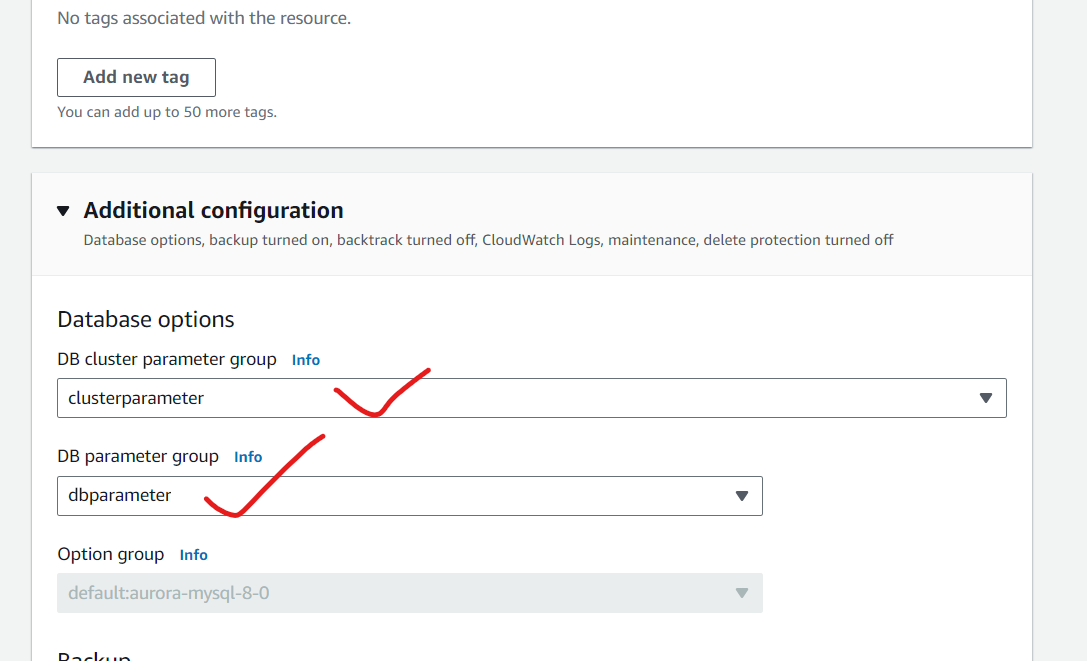 No tags associated with the resource.
Add new tag
You can add up to 50 more tags.
Additional configuration
Database options, backup turned on, backtrack turned off, CloudWatch Logs, maintenance, delete protection turned off
Database options
DB cluster parameter group Info
clusterparameter
DB parameter group Info
dbparameter
Option group Info
default:aurora-mysql-8-0
Backup